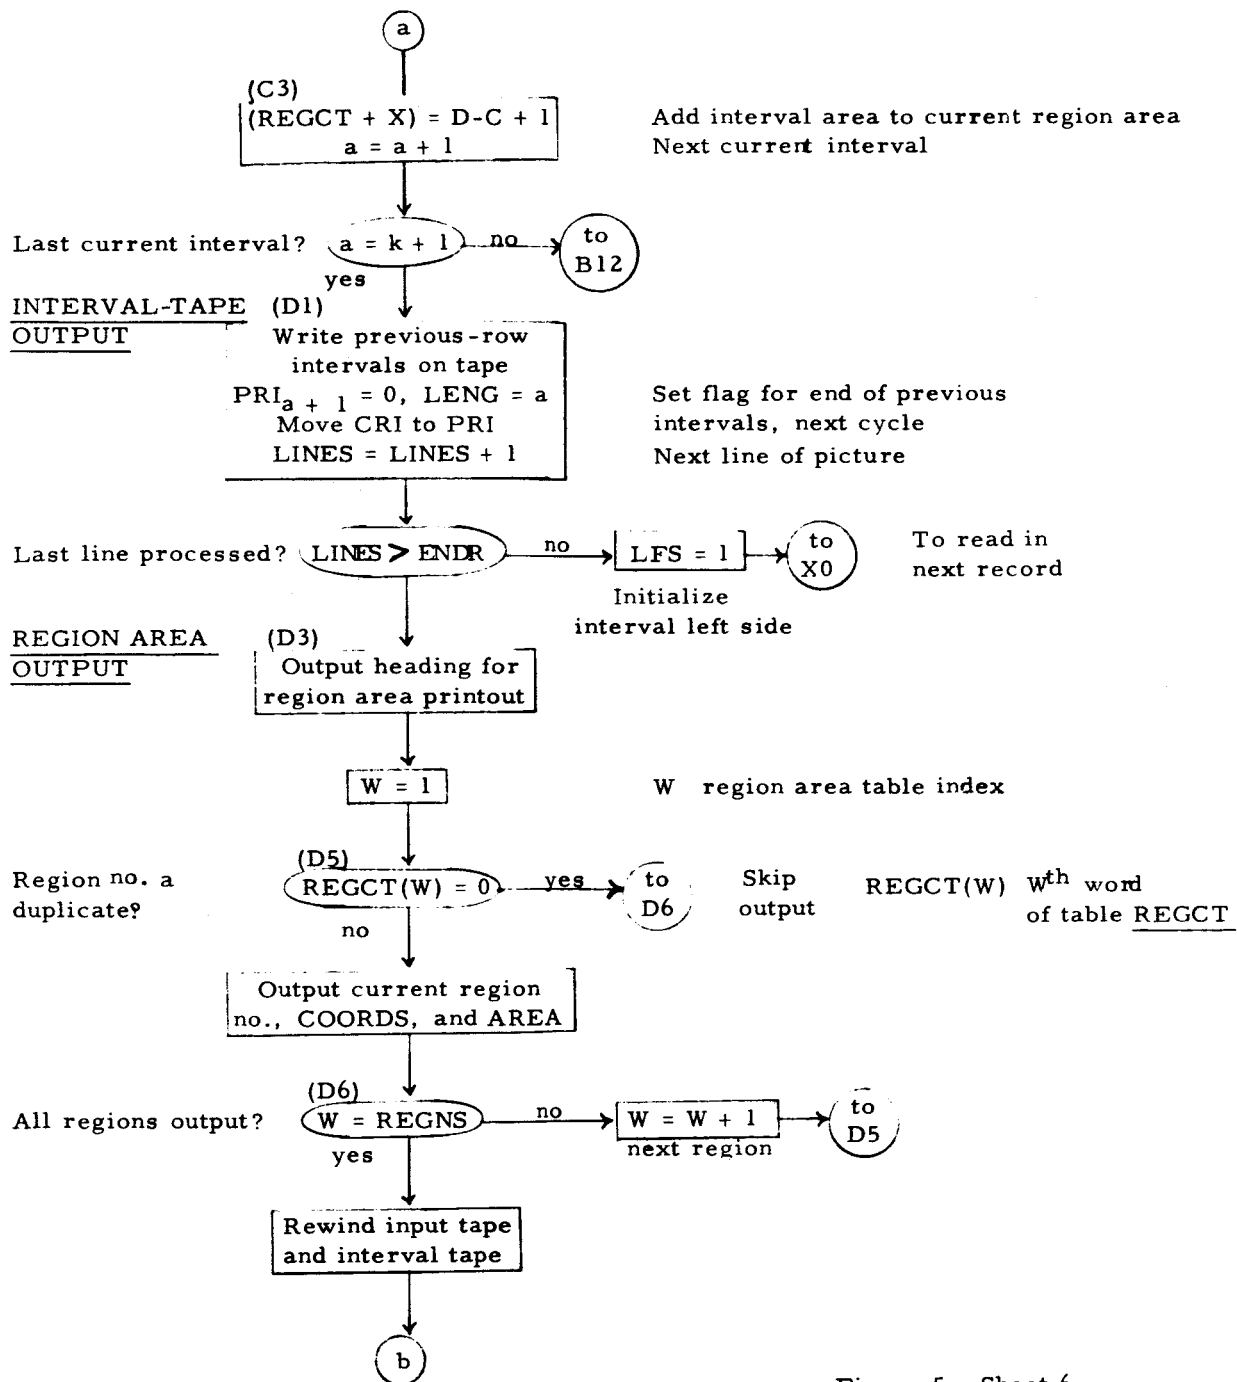 a
(C3)
(REGCT + X) = D-C + 1
a = a + 1
Add interval area to current region area
Next current interval
Last current interval?
a = k + 1
no
to
B12
yes
INTERVAL-TAPE
OUTPUT
(D1)
Write previous-row
intervals on tape
PRIa + 1 = 0, LENG = a
Move CRI to PRI
LINES = LINES + 1
Set flag for end of previous
intervals, next cycle
Next line of picture
Last line processed?
LINES > ENDR
no
LFS = 1
to
X0
To read in
next record
Initialize
interval left side
REGION AREA
OUTPUT
(D3)
Output heading for
region area printout
W = 1
W region area table index
Region no. a
duplicate?
(D5)
REGCT(W) = 0
yes
to
D6
Skip
output
REGCT(W) Wth word
of table REGCT
no
Output current region
no., COORDS, and AREA
All regions output?
(D6)
W = REGNS
no
W = W + 1
next region
to
D5
yes
Rewind input tape
and interval tape
b